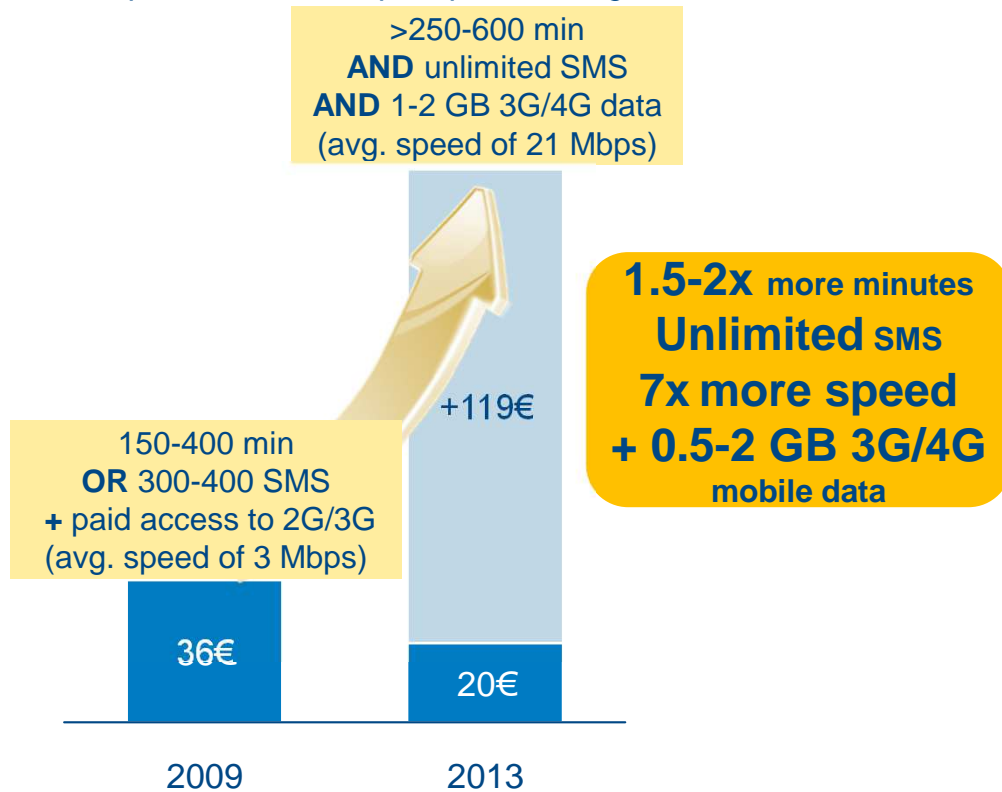 >250-600 min
AND unlimited SMS
AND 1-2 GB 3G/4G data
(avg. speed of 21 Mbps)
1.5-2x more minutes
Unlimited SMS
7x more speed
+ 0.5-2 GB 3G/4G
mobile data
+119€
150-400 min
OR 300-400 SMS
+ paid access to 2G/3G
(avg. speed of 3 Mbps)
36€
20€
2009
2013